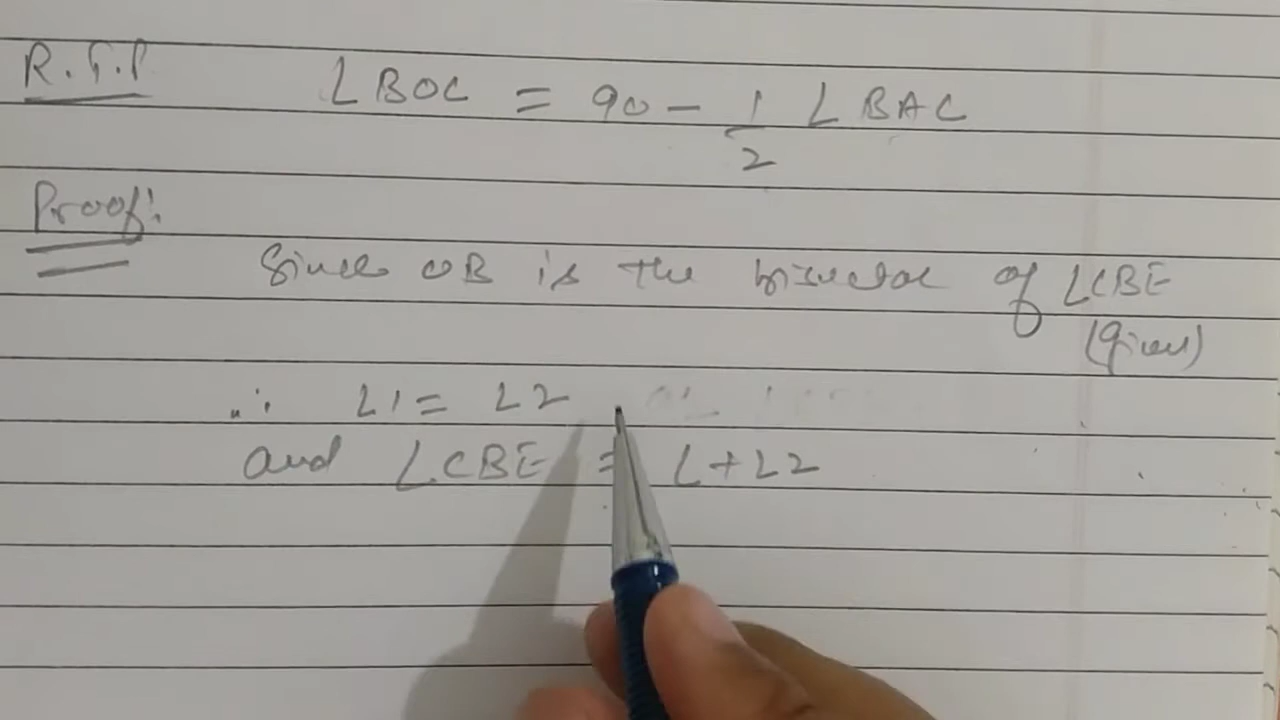 R.T.P ∠BOC = 90 - 1/2 ∠BAC
Proof:
Since OB is the bisector of ∠CBE
(given)
∴ ∠1 = ∠2
and ∠CBE = ∠+∠2